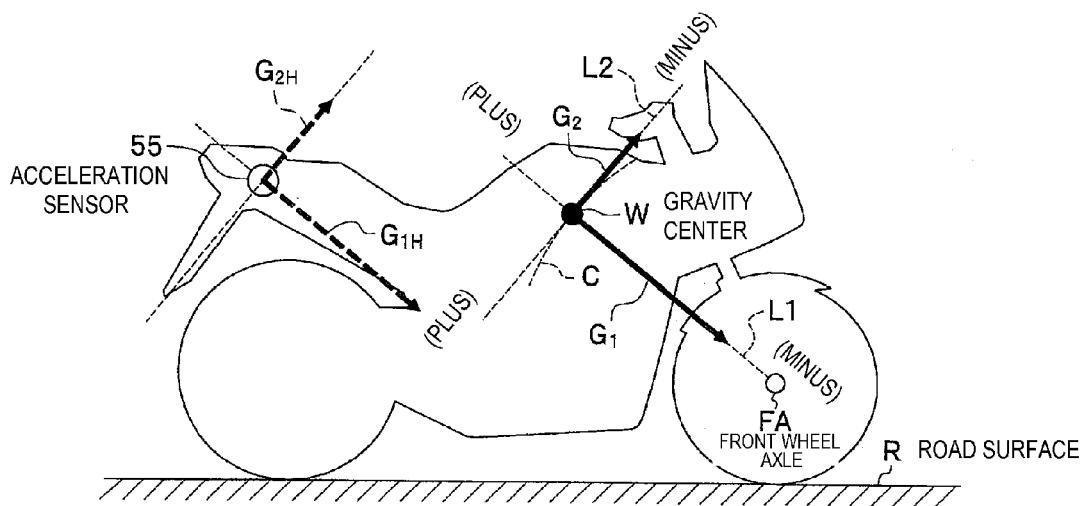 L2
(MINUS)
G2H
(PLUS)
G2
55
ACCELERATION
SENSOR
W GRAVITY
CENTER
G1H
C
(PLUS)
G1
L1
(MINUS)
FA
FRONT WHEEL
AXLE
R ROAD SURFACE